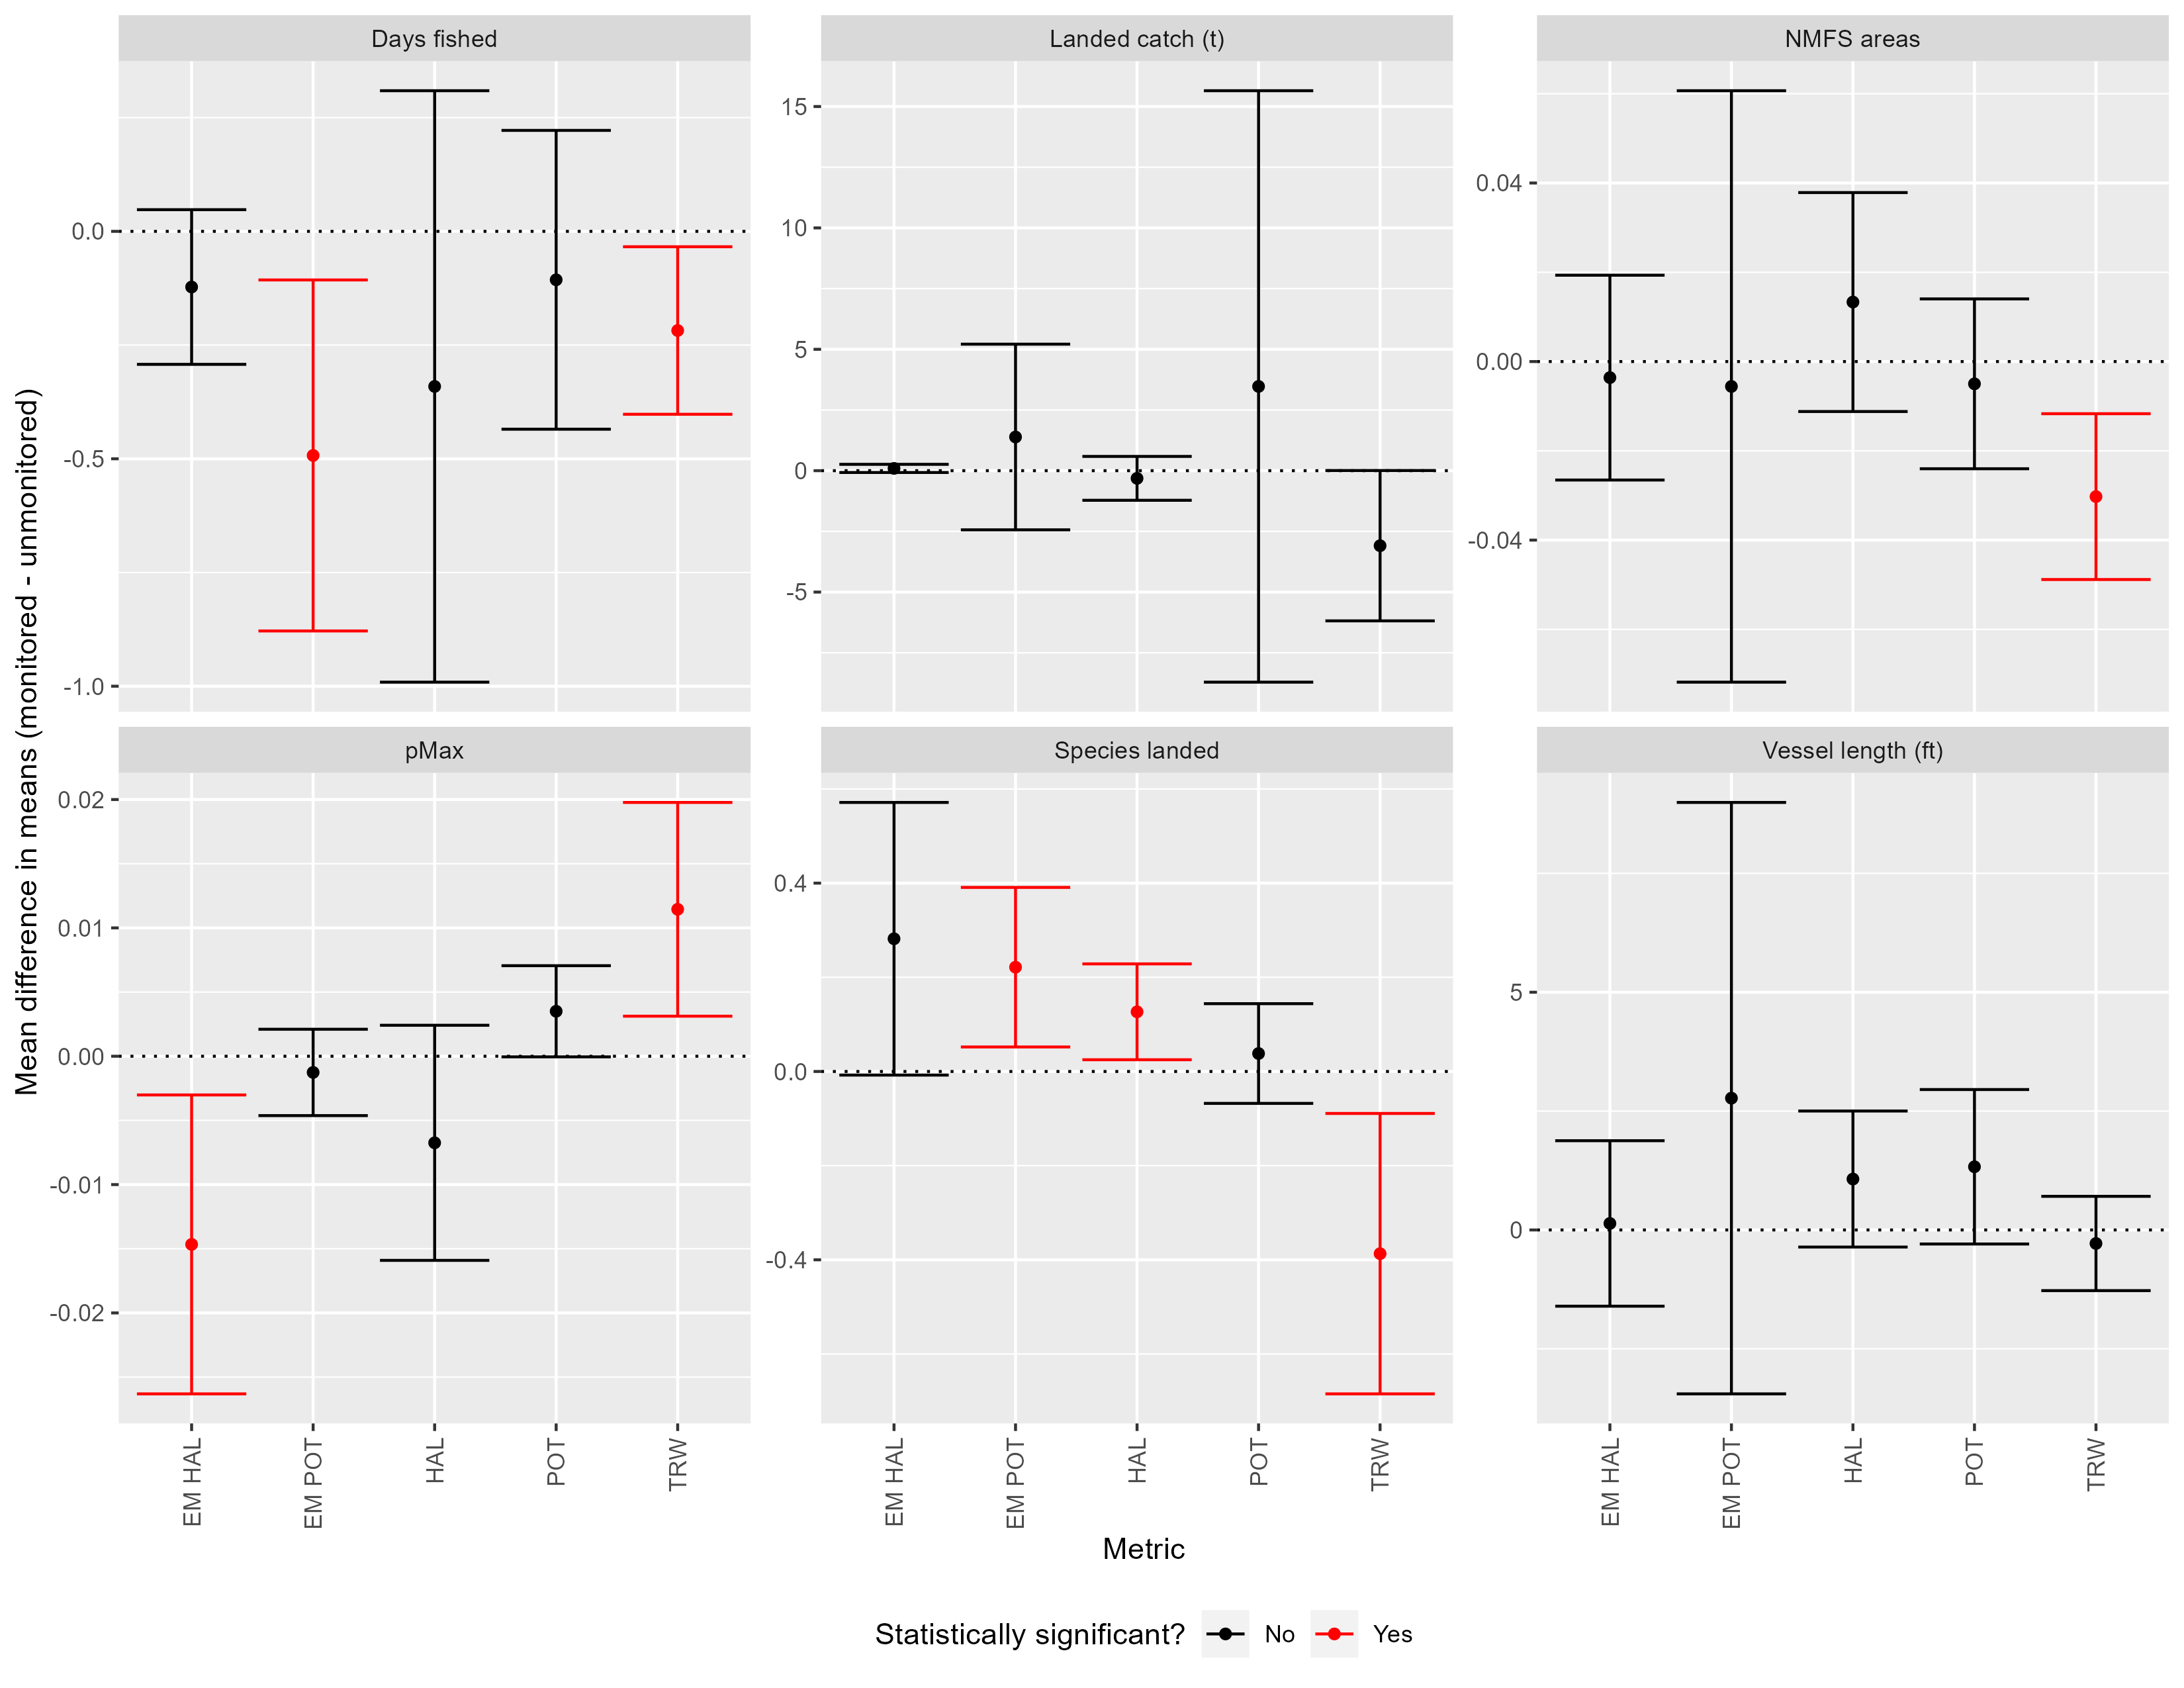 Days fished
Landed catch (t)
NMFS areas
0.0
-0.5
-1.0
15
10
5
0
-5
0.04
0.00
-0.04
Mean difference in means (monitored - unmonitored)
pMax
Species landed
Vessel length (ft)
0.02
0.01
0.00
-0.01
-0.02
0.4
0.0
-0.4
5
0
EM HAL
EM POT
HAL
POT
TRW
EM HAL
EM POT
HAL
POT
TRW
EM HAL
EM POT
HAL
POT
TRW
Metric
Statistically significant? No Yes